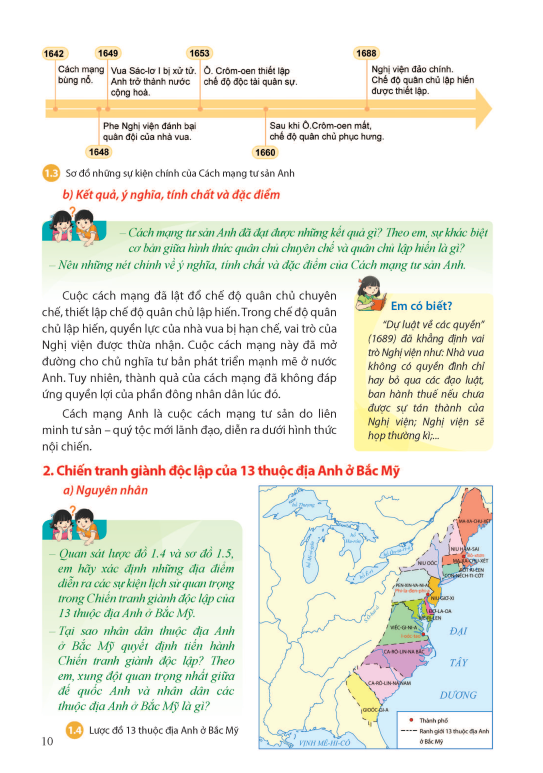 1642
1649
1653
1688
Cách mạng
bùng nổ.
Vua Sác-lơ I bị xử tử.
Anh trở thành nước
cộng hoà.
Ô. Crôm-oen thiết lập
chế độ độc tài quân sự.
Nghị viện đảo chính.
Chế độ quân chủ lập hiến
được thiết lập.
Phe Nghị viện đánh bại
quân đội của nhà vua.
Sau khi Ô.Crôm-oen mất,
chế độ quân chủ phục hưng.
1648
1660
1.3 Sơ đồ những sự kiện chính của Cách mạng tư sản Anh
b) Kết quả, ý nghĩa, tính chất và đặc điểm
– Cách mạng tư sản Anh đã đạt được những kết quả gì? Theo em, sự khác biệt
cơ bản giữa hình thức quân chủ chuyên chế và quân chủ lập hiến là gì?
– Nêu những nét chính về ý nghĩa, tính chất và đặc điểm của Cách mạng tư sản Anh.
Cuộc cách mạng đã lật đổ chế độ quân chủ chuyên
chế, thiết lập chế độ quân chủ lập hiến. Trong chế độ quân
chủ lập hiến, quyền lực của nhà vua bị hạn chế, vai trò của
Nghị viện được thừa nhận. Cuộc cách mạng này đã mở
đường cho chủ nghĩa tư bản phát triển mạnh mẽ ở nước
Anh. Tuy nhiên, thành quả của cách mạng đã không đáp
ứng quyền lợi của phần đông nhân dân lúc đó.
Cách mạng Anh là cuộc cách mạng tư sản do liên
minh tư sản – quý tộc mới lãnh đạo, diễn ra dưới hình thức
nội chiến.
Em có biết?
“Dự luật về các quyền”
(1689) đã khẳng định vai
trò Nghị viện như: Nhà vua
không có quyền đình chỉ
hay bỏ qua các đạo luật,
ban hành thuế nếu chưa
được sự tán thành của
Nghị viện; Nghị viện sẽ
họp thường kì;...
2. Chiến tranh giành độc lập của 13 thuộc địa Anh ở Bắc Mỹ
a) Nguyên nhân
– Quan sát lược đồ 1.4 và sơ đồ 1.5,
em hãy xác định những địa điểm
diễn ra các sự kiện lịch sử quan trọng
trong Chiến tranh giành độc lập của
13 thuộc địa Anh ở Bắc Mỹ.
– Tại sao nhân dân thuộc địa Anh
ở Bắc Mỹ quyết định tiến hành
Chiến tranh giành độc lập? Theo
em, xung đột quan trọng nhất giữa
đế quốc Anh và nhân dân các
thuộc địa Anh ở Bắc Mỹ là gì?
1.4 Lược đồ 13 thuộc địa Anh ở Bắc Mỹ
10
MA-XA-CHU-XÉT
NIU HĂM-SAI
MA-XA-CHU-XÉT
NIU OÓC
CON-NECH-TI-CỚT
PEN-XIN-VA-NI-A
NIU GIƠ-XI
VIẾC-GI-NI-A
CA-RÔ-LIN-NA BẮC
CA-RÔ-LIN-NA NAM
GIOÓC-GI-A
ĐẠI
TÂY
DƯƠNG
VỊNH MÊ-HI-CÔ
Thành phố
Ranh giới 13 thuộc địa Anh
ở Bắc Mỹ